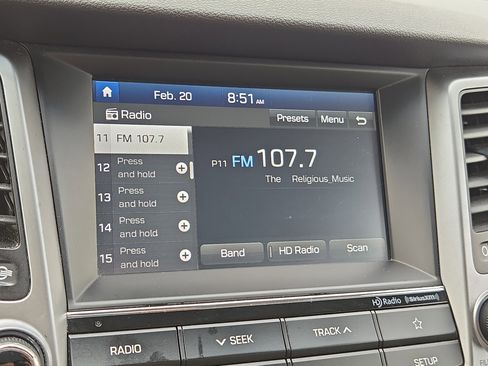 Feb. 20 8:51 AM
Radio Presets Menu
11 FM 107.7
12 Press and hold
13 Press and hold
14 Press and hold
15 Press and hold
P11 FM 107.7
The Religious_Music
Band HD Radio Scan
HD Radio ((siriusxm))
RADIO SEEK TRACK
SETUP